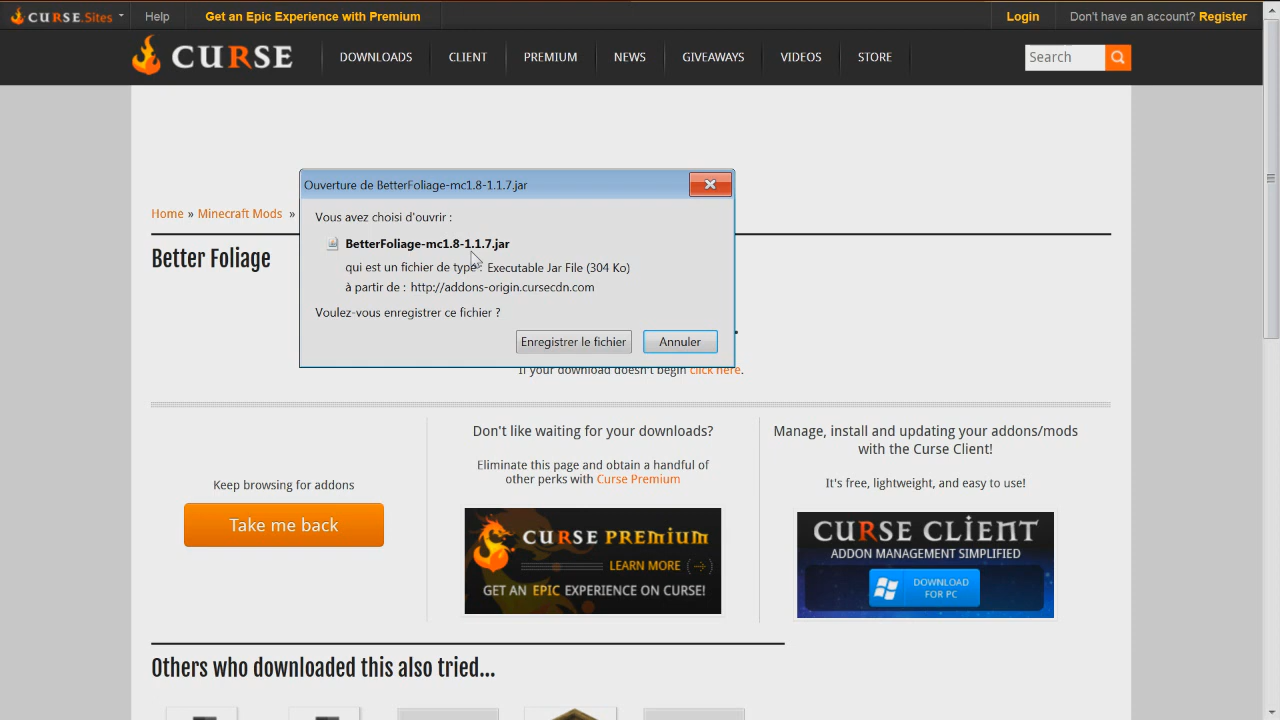 CURSE.Sites Help Get an Epic Experience with Premium Login Don't have an account? Register
CURSE DOWNLOADS CLIENT PREMIUM NEWS GIVEAWAYS VIDEOS STORE Search
Ouverture de BetterFoliage-mc1.8-1.1.7.jar
Vous avez choisi d'ouvrir :
Home » Minecraft Mods »
BetterFoliage-mc1.8-1.1.7.jar
Better Foliage
qui est un fichier de type : Executable Jar File (304 Ko)
à partir de : http://addons-origin.cursecdn.com
Voulez-vous enregistrer ce fichier ?
Enregistrer le fichier Annuler
If your download doesn't begin click here.
Keep browsing for addons
Take me back
Don't like waiting for your downloads?
Eliminate this page and obtain a handful of
other perks with Curse Premium
CURSE PREMIUM
LEARN MORE
GET AN EPIC EXPERIENCE ON CURSE!
Manage, install and updating your addons/mods
with the Curse Client!
It's free, lightweight, and easy to use!
CURSE CLIENT
ADDON MANAGEMENT SIMPLIFIED
DOWNLOAD
FOR PC
Others who downloaded this also tried...